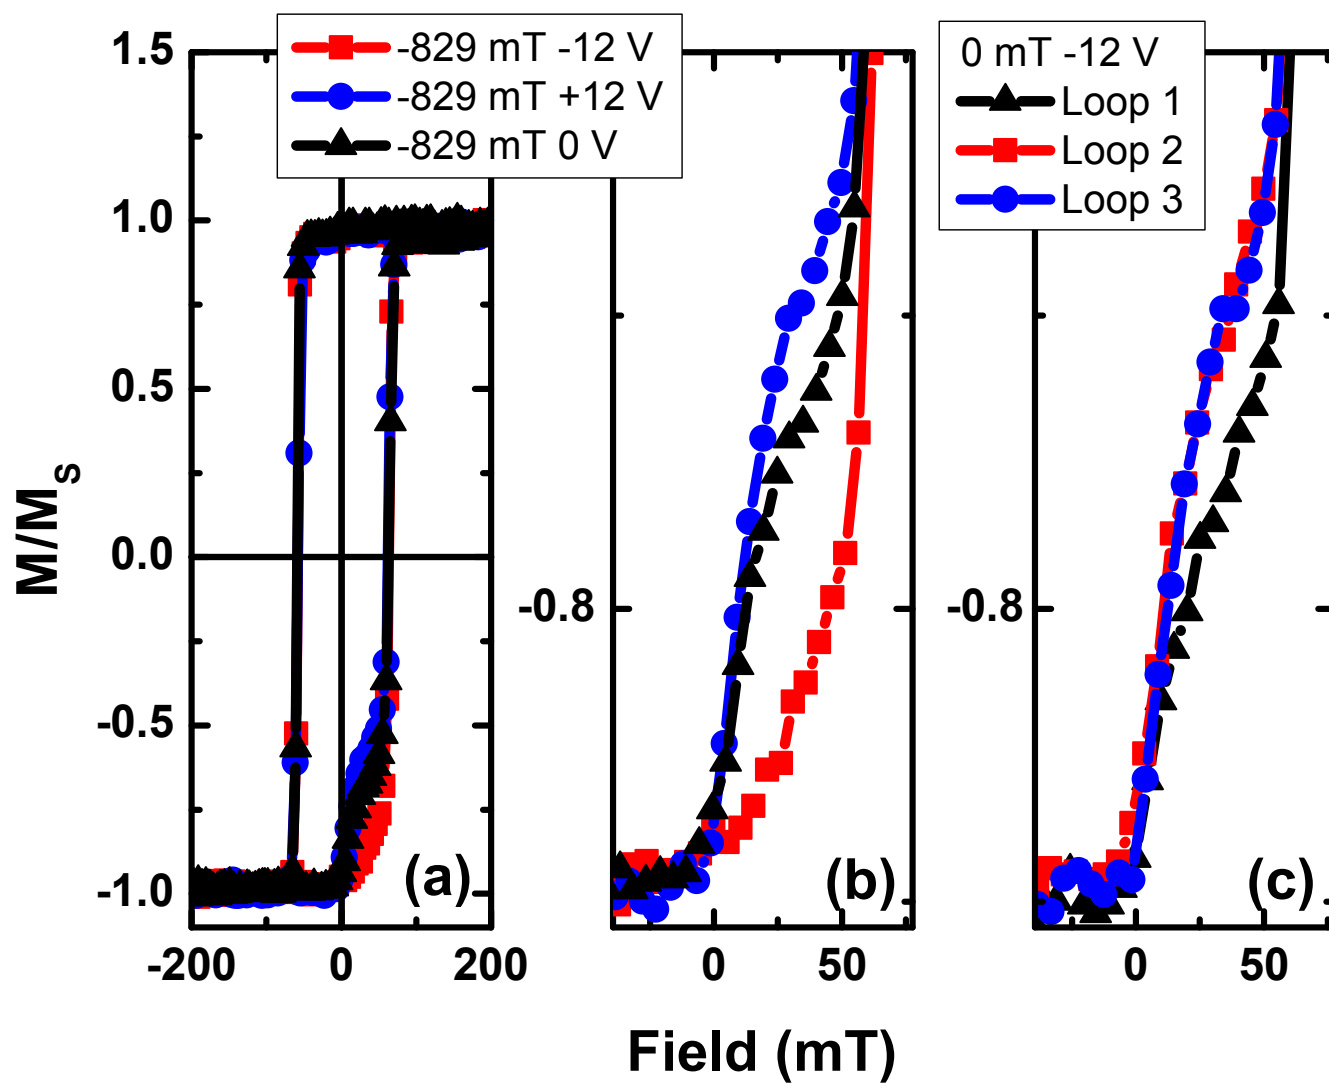 -829 mT -12 V
-829 mT +12 V
-829 mT 0 V
0 mT -12 V
Loop 1
Loop 2
Loop 3
1.5
1.0
0.5
0.0
-0.5
-1.0
M/Ms
-0.8
-0.8
(a)
(b)
(c)
-200
0
200
0
50
0
50
Field (mT)